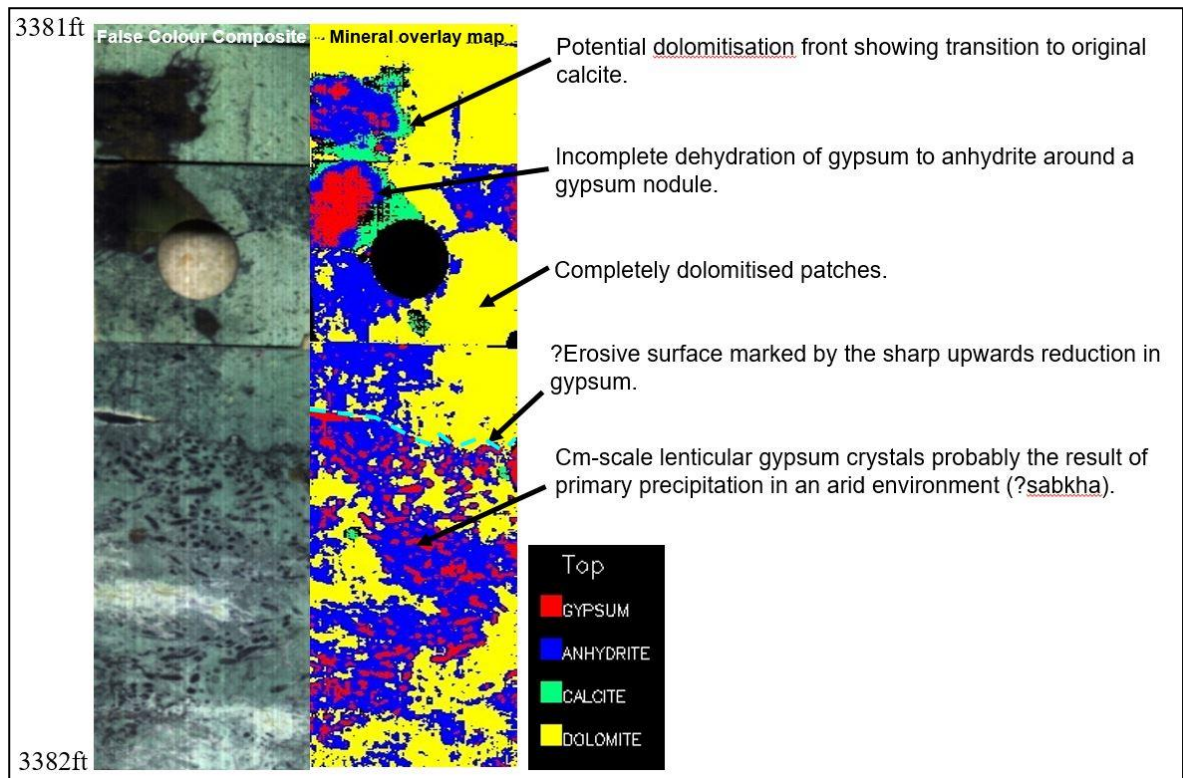 3381ft
False Colour Composite
Mineral overlay map
Potential dolomitisation front showing transition to original
calcite.
Incomplete dehydration of gypsum to anhydrite around a
gypsum nodule.
Completely dolomitised patches.
?Erosive surface marked by the sharp upwards reduction in
gypsum.
Cm-scale lenticular gypsum crystals probably the result of
primary precipitation in an arid environment (?sabkha).
Top
GYPSUM
ANHYDRITE
CALCITE
DOLOMITE
3382ft